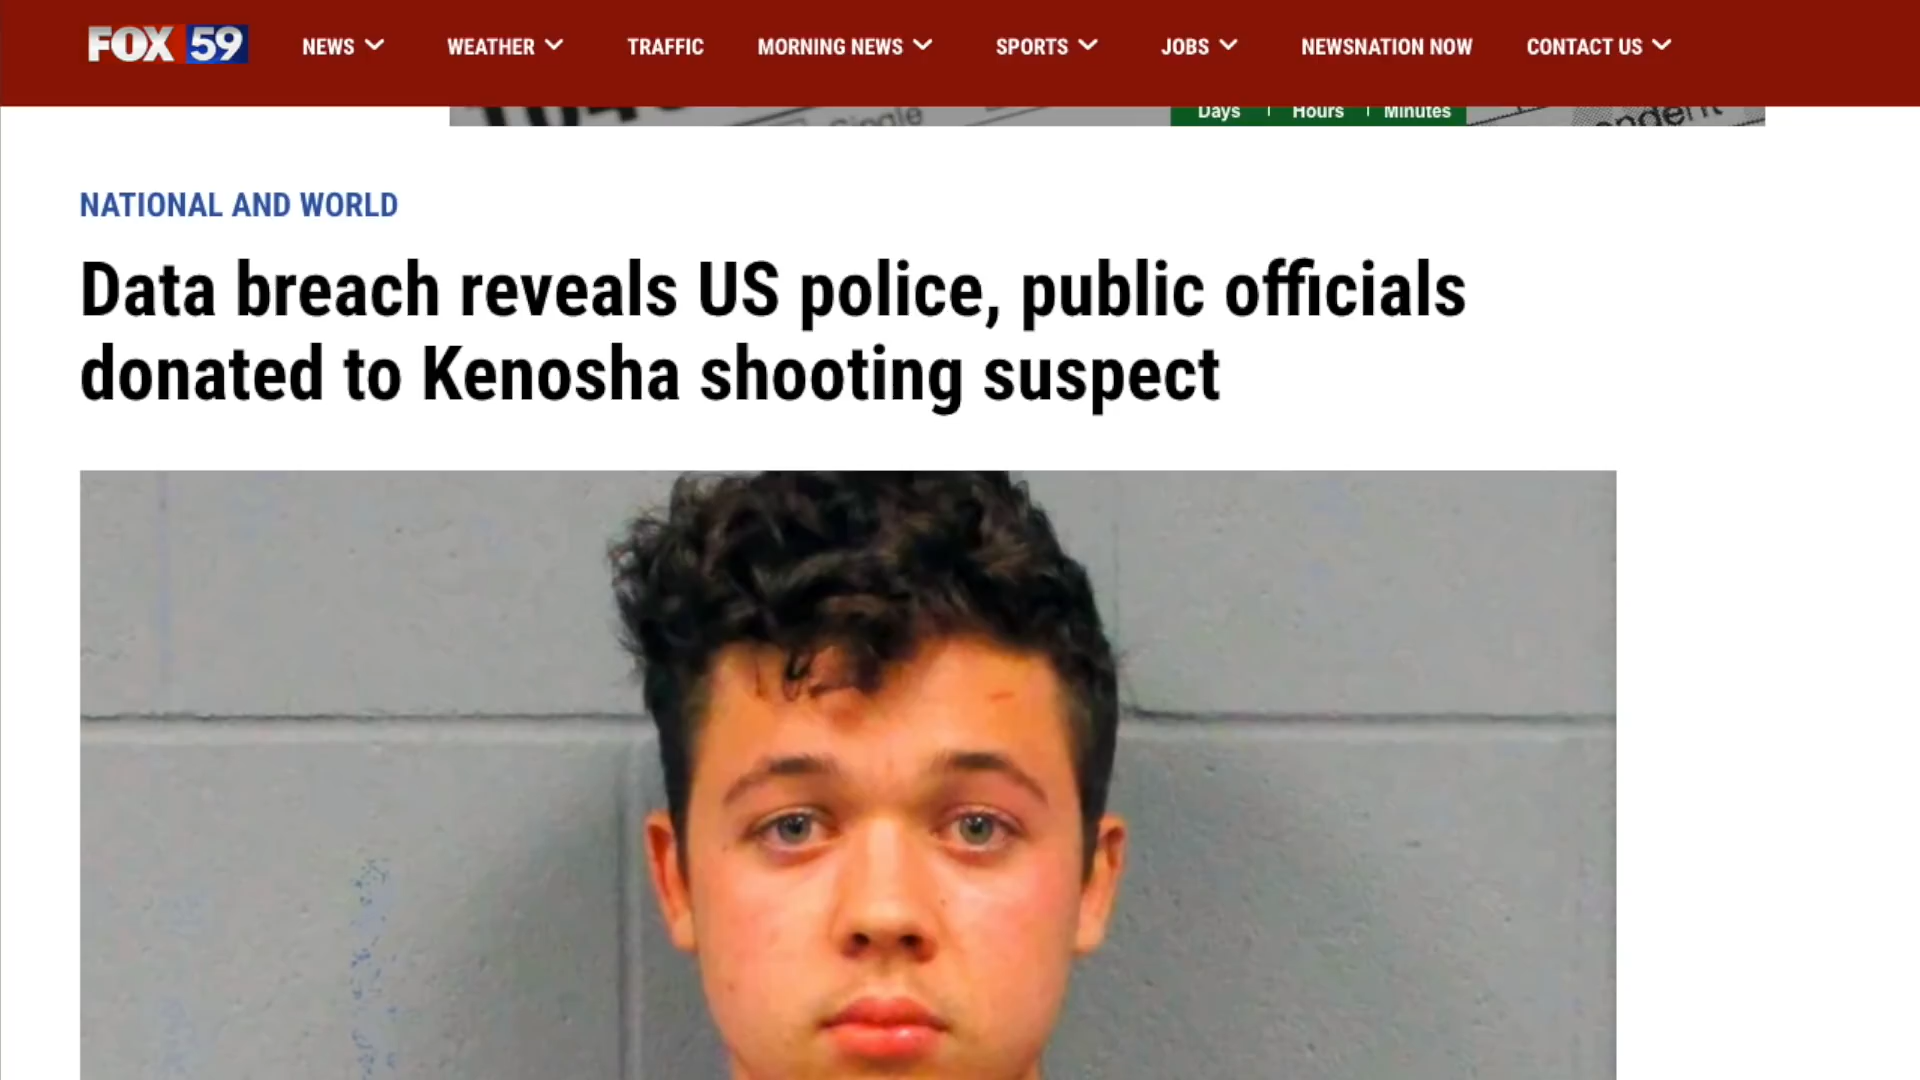 FOX 59 NEWS WEATHER TRAFFIC MORNING NEWS SPORTS JOBS NEWSNATION NOW CONTACT US
Single Days Hours Minutes
NATIONAL AND WORLD
Data breach reveals US police, public officials
donated to Kenosha shooting suspect